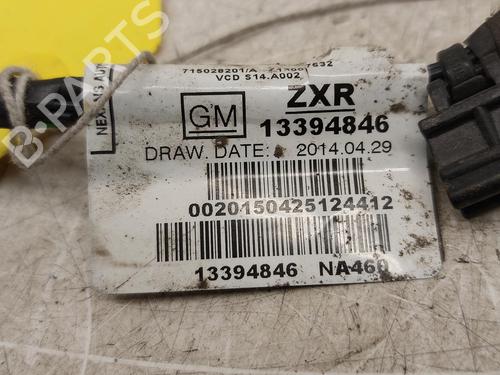 715028201/A
VCD S14.A002
GM
ZXR
13394846
DRAW. DATE: 2014.04.29
0020150425124412
13394846 NA460
B-PARTS